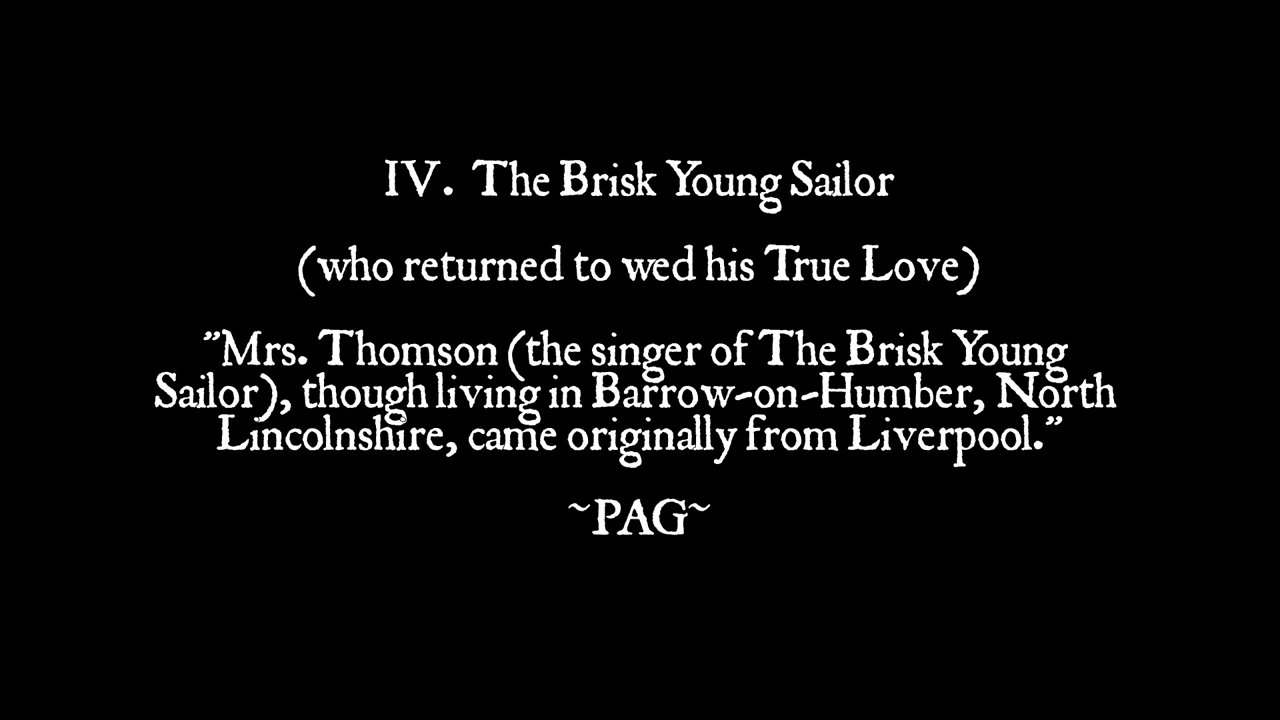 IV. The Brisk Young Sailor
(who returned to wed his True Love)
"Mrs. Thomson (the singer of The Brisk Young
Sailor), though living in Barrow-on-Humber, North
Lincolnshire, came originally from Liverpool."
~PAG~